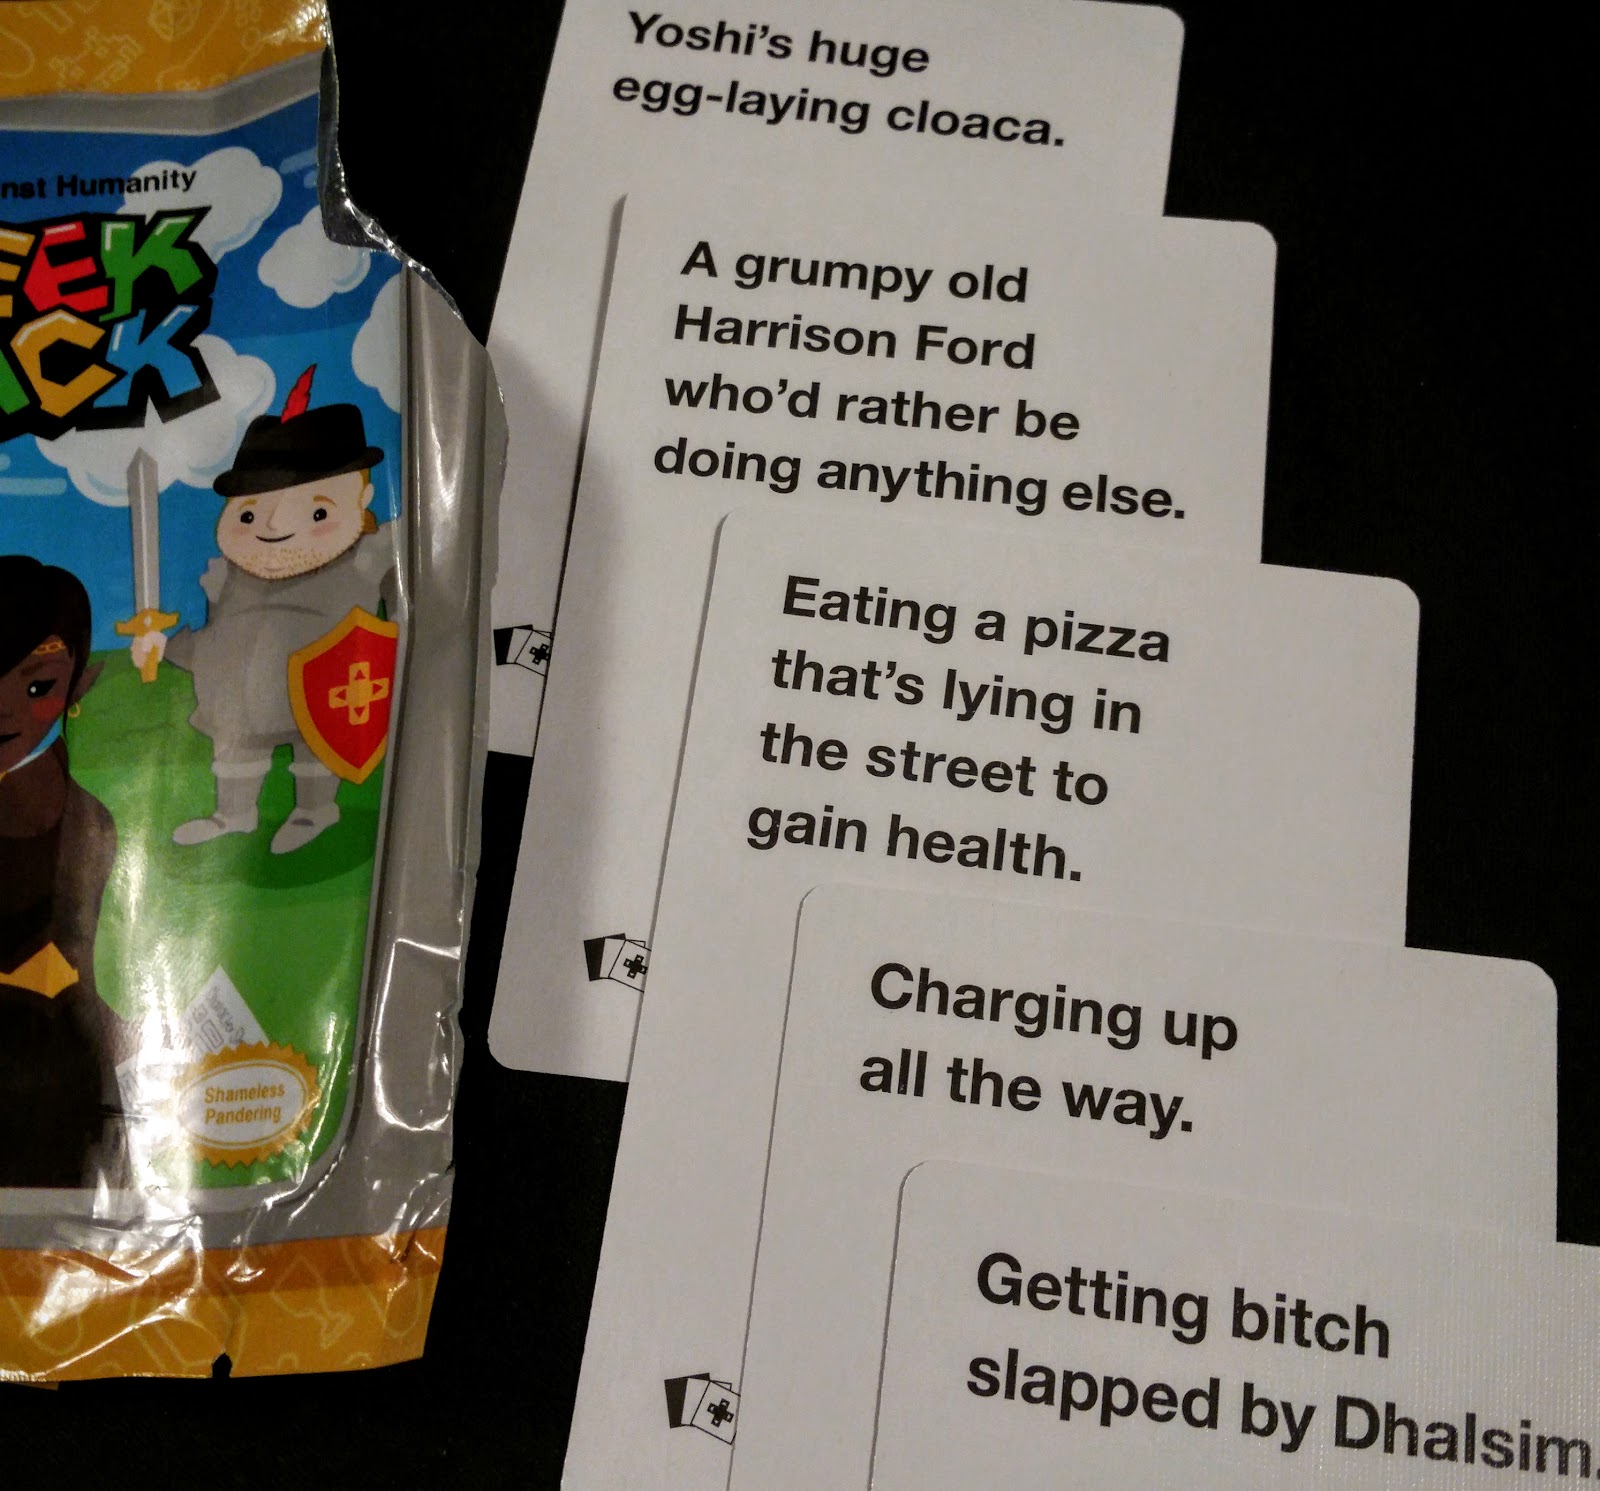 nst Humanity
EEK
ACK
Shameless
Pandering
Yoshi's huge
egg-laying cloaca.
A grumpy old
Harrison Ford
who'd rather be
doing anything else.
Eating a pizza
that's lying in
the street to
gain health.
Charging up
all the way.
Getting bitch
slapped by Dhalsim.